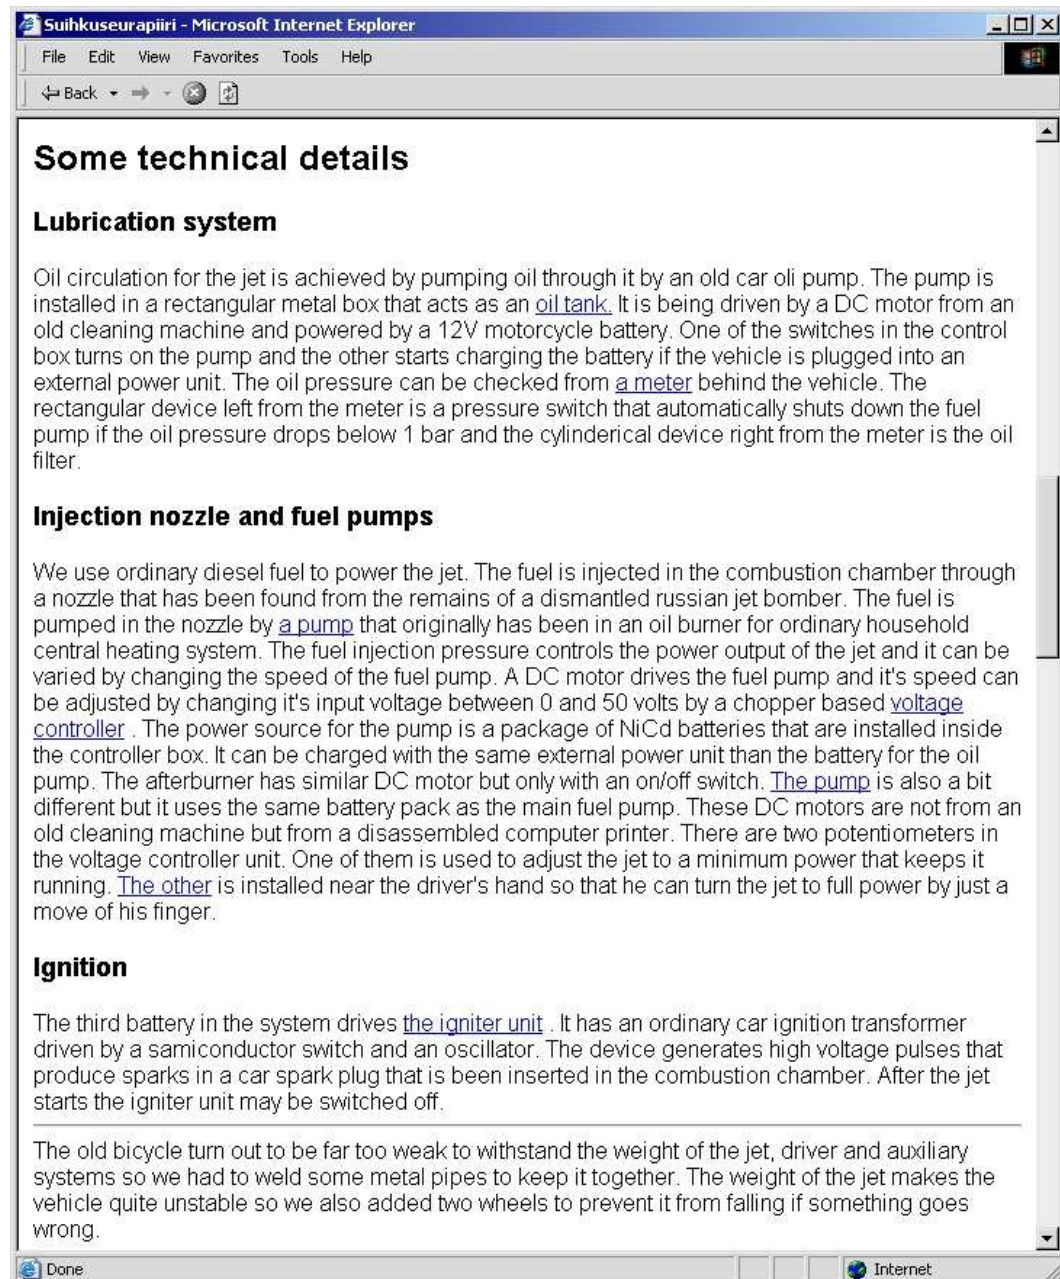 Suihkuseurapiiri - Microsoft Internet Explorer
File Edit View Favorites Tools Help
Back
Some technical details
Lubrication system
Oil circulation for the jet is achieved by pumping oil through it by an old car oli pump. The pump is
installed in a rectangular metal box that acts as an oil tank. It is being driven by a DC motor from an
old cleaning machine and powered by a 12V motorcycle battery. One of the switches in the control
box turns on the pump and the other starts charging the battery if the vehicle is plugged into an
external power unit. The oil pressure can be checked from a meter behind the vehicle. The
rectangular device left from the meter is a pressure switch that automatically shuts down the fuel
pump if the oil pressure drops below 1 bar and the cylinderical device right from the meter is the oil
filter.
Injection nozzle and fuel pumps
We use ordinary diesel fuel to power the jet. The fuel is injected in the combustion chamber through
a nozzle that has been found from the remains of a dismantled russian jet bomber. The fuel is
pumped in the nozzle by a pump that originally has been in an oil burner for ordinary household
central heating system. The fuel injection pressure controls the power output of the jet and it can be
varied by changing the speed of the fuel pump. A DC motor drives the fuel pump and it's speed can
be adjusted by changing it's input voltage between 0 and 50 volts by a chopper based voltage
controller . The power source for the pump is a package of NiCd batteries that are installed inside
the controller box. It can be charged with the same external power unit than the battery for the oil
pump. The afterburner has similar DC motor but only with an on/off switch. The pump is also a bit
different but it uses the same battery pack as the main fuel pump. These DC motors are not from an
old cleaning machine but from a disassembled computer printer. There are two potentiometers in
the voltage controller unit. One of them is used to adjust the jet to a minimum power that keeps it
running. The other is installed near the driver's hand so that he can turn the jet to full power by just a
move of his finger.
Ignition
The third battery in the system drives the igniter unit . It has an ordinary car ignition transformer
driven by a samiconductor switch and an oscillator. The device generates high voltage pulses that
produce sparks in a car spark plug that is been inserted in the combustion chamber. After the jet
starts the igniter unit may be switched off.
The old bicycle turn out to be far too weak to withstand the weight of the jet, driver and auxiliary
systems so we had to weld some metal pipes to keep it together. The weight of the jet makes the
vehicle quite unstable so we also added two wheels to prevent it from falling if something goes
wrong.
Done Internet